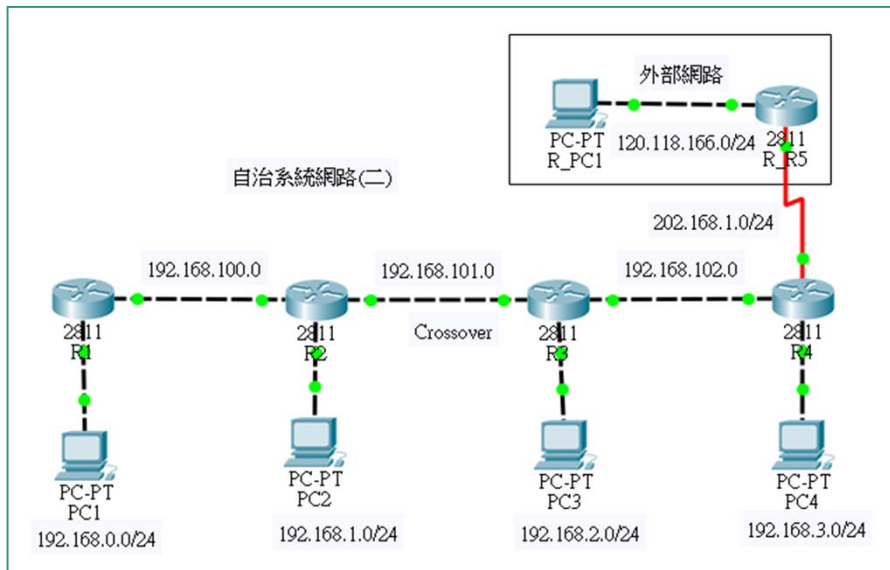 外部網路
PC-PT
R_PC1
120.118.166.0/24
2811
R_R5
自治系統網路(二)
202.168.1.0/24
192.168.100.0
192.168.101.0
192.168.102.0
2811
R1
2811
R2
Crossover
2811
R3
2811
R4
PC-PT
PC1
192.168.0.0/24
PC-PT
PC2
192.168.1.0/24
PC-PT
PC3
192.168.2.0/24
PC-PT
PC4
192.168.3.0/24